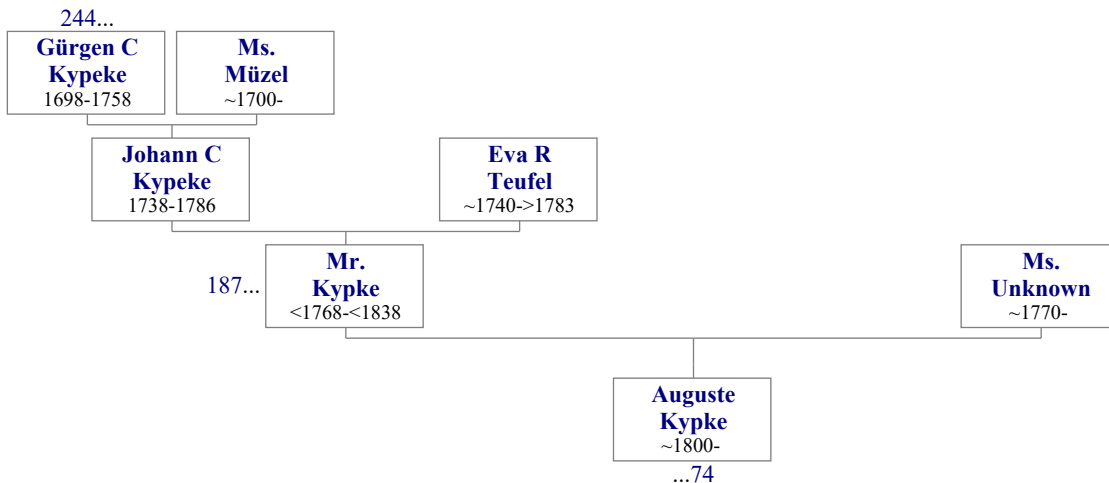 244...
Gürgen C
Kypeke
1698-1758
Ms.
Müzel
~1700-
Johann C
Kypeke
1738-1786
Eva R
Teufel
~1740->1783
187...
Mr.
Kypke
<1768-<1838
Ms.
Unknown
~1770-
Auguste
Kypke
~1800-
...74